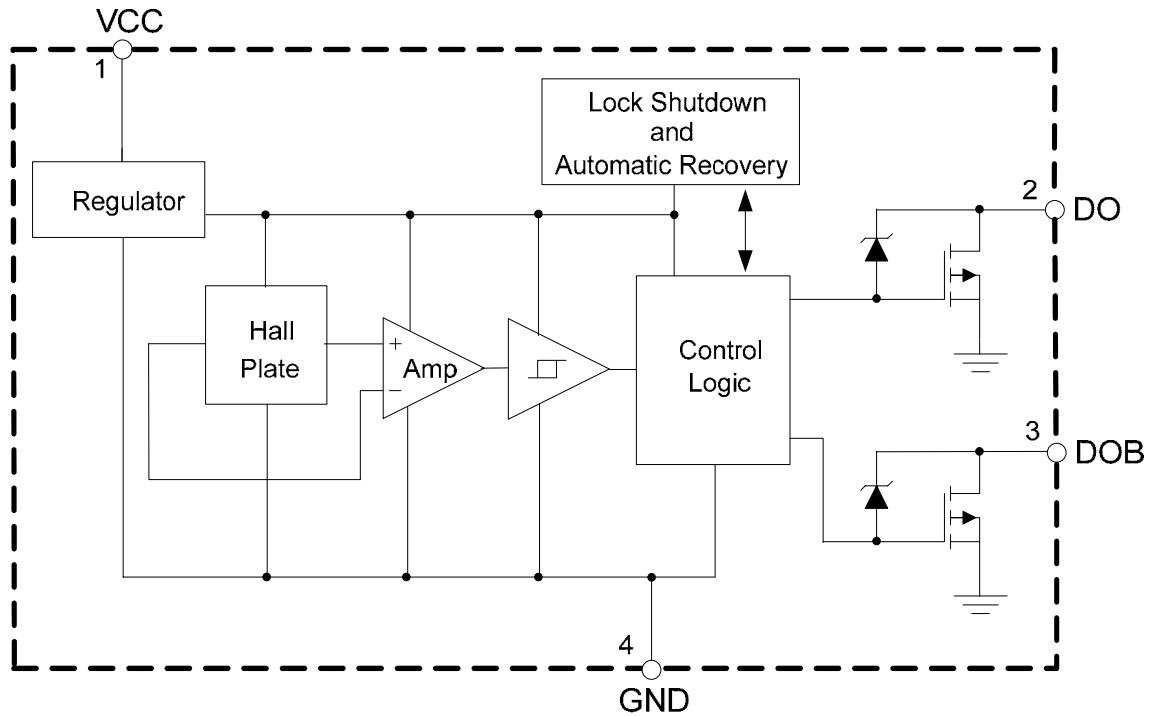 VCC
1
Lock Shutdown
and
Automatic Recovery
Regulator
2
DO
Hall
Plate
+
Amp
−
Control
Logic
3
DOB
4
GND